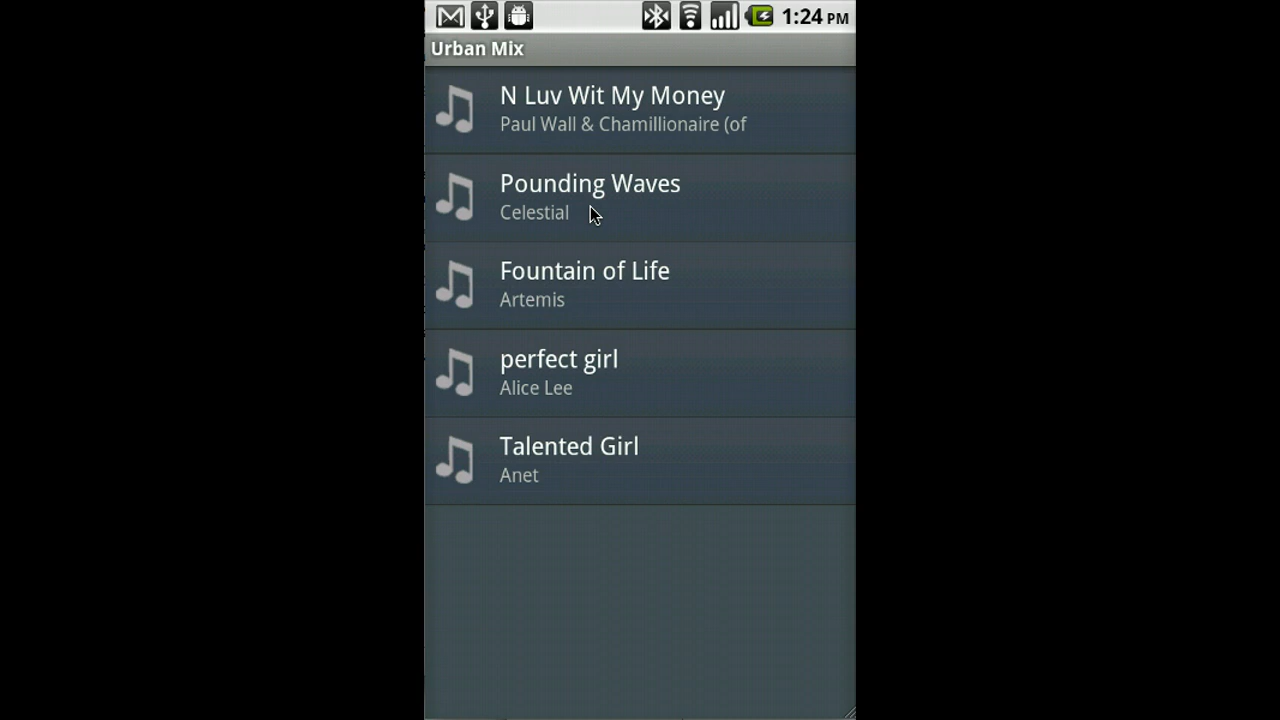 1:24 PM
Urban Mix
N Luv Wit My Money
Paul Wall & Chamillionaire (of
Pounding Waves
Celestial
Fountain of Life
Artemis
perfect girl
Alice Lee
Talented Girl
Anet